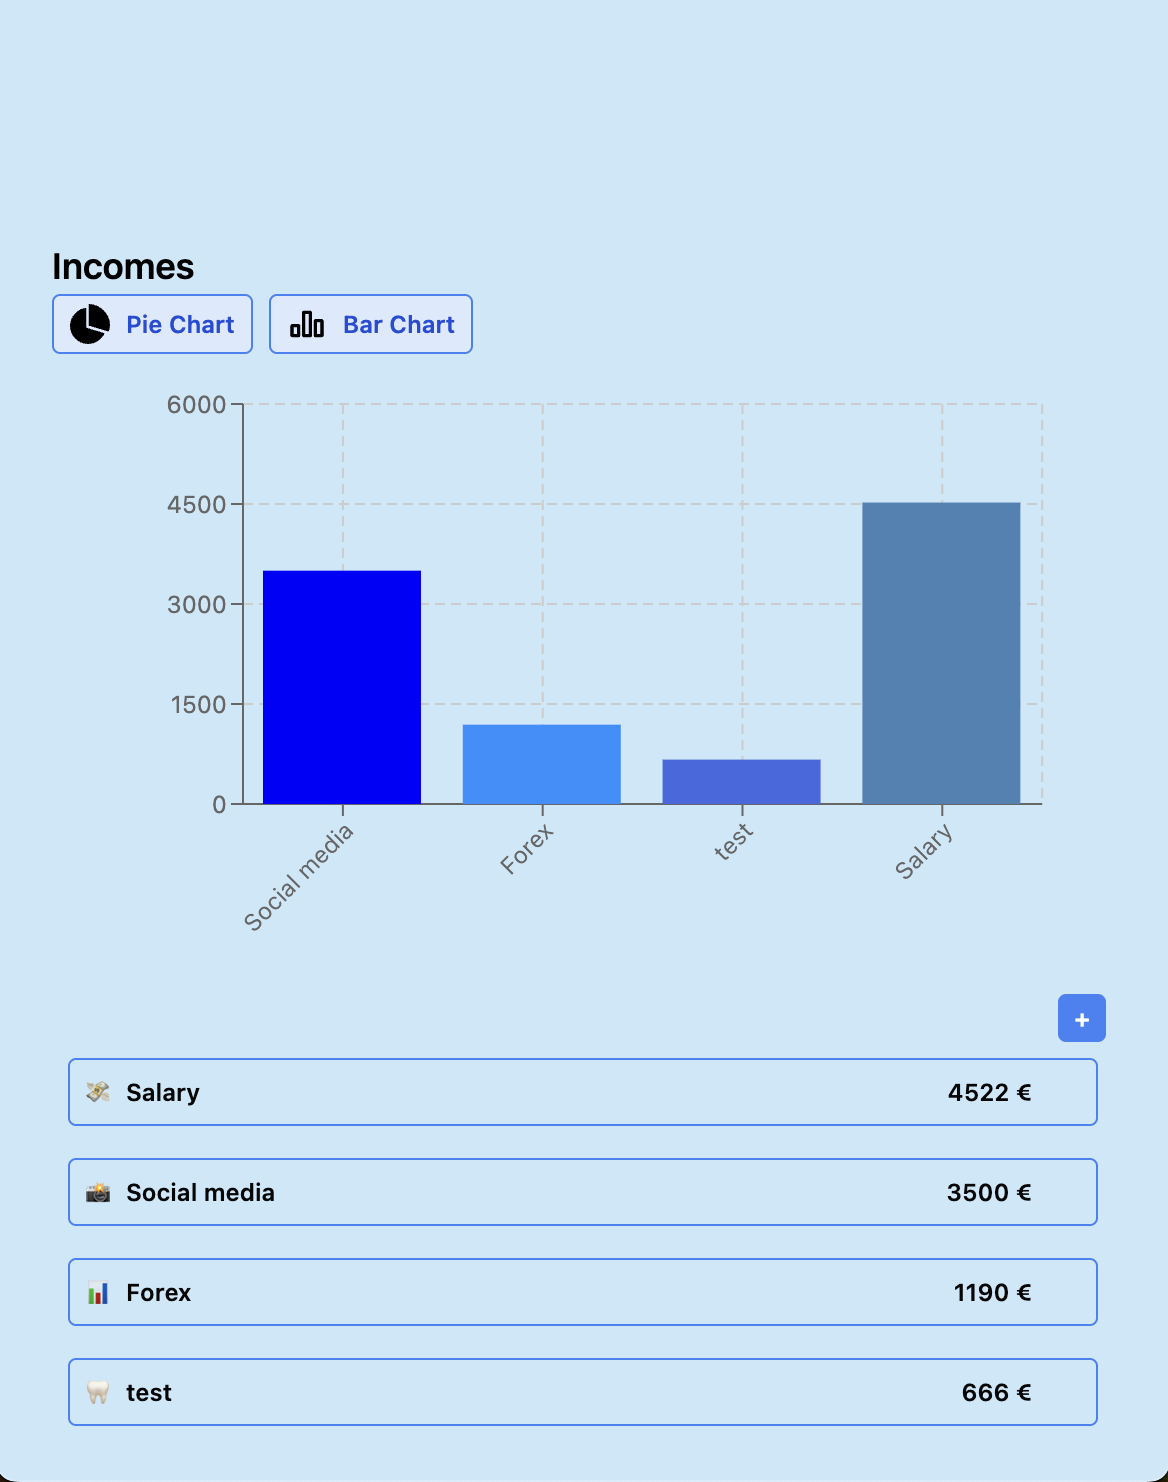 Incomes
Pie Chart Bar Chart
6000
4500
3000
1500
0
Social media Forex test Salary
+
Salary 4522 €
Social media 3500 €
Forex 1190 €
test 666 €